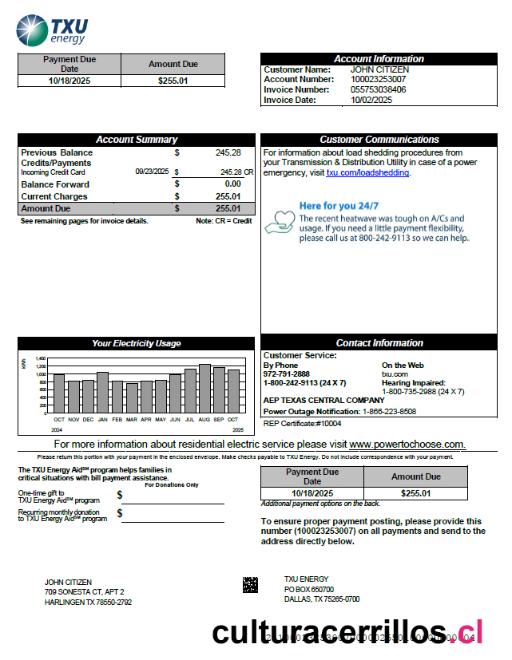 TXU
energy
Payment Due Date Amount Due
10/18/2025 $255.01
Account Information
Customer Name: JOHN CITIZEN
Account Number: 100023253007
Invoice Number: 055753038406
Invoice Date: 10/02/2025
Account Summary
Previous Balance $ 245.28
Credits/Payments
Incoming Credit Card 09/23/2025 $ 245.28 CR
Balance Forward $ 0.00
Current Charges $ 255.01
Amount Due $ 255.01
See remaining pages for invoice details. Note: CR = Credit
Customer Communications
For information about load shedding procedures from
your Transmission & Distribution Utility in case of a power
emergency, visit txu.com/loadshedding.
Here for you 24/7
The recent heatwave was tough on A/Cs and
usage. If you need a little payment flexibility,
please call us at 800-242-9113 so we can help.
Your Electricity Usage
kWh
1,400
1,200
1,000
800
600
400
200
0
OCT NOV DEC JAN FEB MAR APR MAY JUN JUL AUG SEP OCT
2024 2025
Contact Information
Customer Service:
By Phone On the Web
972-791-2888 txu.com
1-800-242-9113 (24 X 7) Hearing Impaired:
1-800-735-2988 (24 X 7)
AEP TEXAS CENTRAL COMPANY
Power Outage Notification: 1-866-223-8508
REP Certificate:#10004
For more information about residential electric service please visit www.powertochoose.com.
Please return this portion with your payment in the enclosed envelope. Make checks payable to TXU Energy. Do not include correspondence with your payment.
The TXU Energy Aid℠ program helps families in
critical situations with bill payment assistance.
For Donations Only
One-time gift to
TXU Energy Aid℠ program $
Recurring monthly donation
to TXU Energy Aid℠ program $
Payment Due Date Amount Due
10/18/2025 $255.01
Additional payment options on the back.
To ensure proper payment posting, please provide this
number (100023253007) on all payments and send to the
address directly below.
JOHN CITIZEN
709 SONESTA CT, APT 2
HARLINGEN TX 78550-2792
TXU ENERGY
PO BOX 650700
DALLAS, TX 75265-0700
culturacerrillos.cl